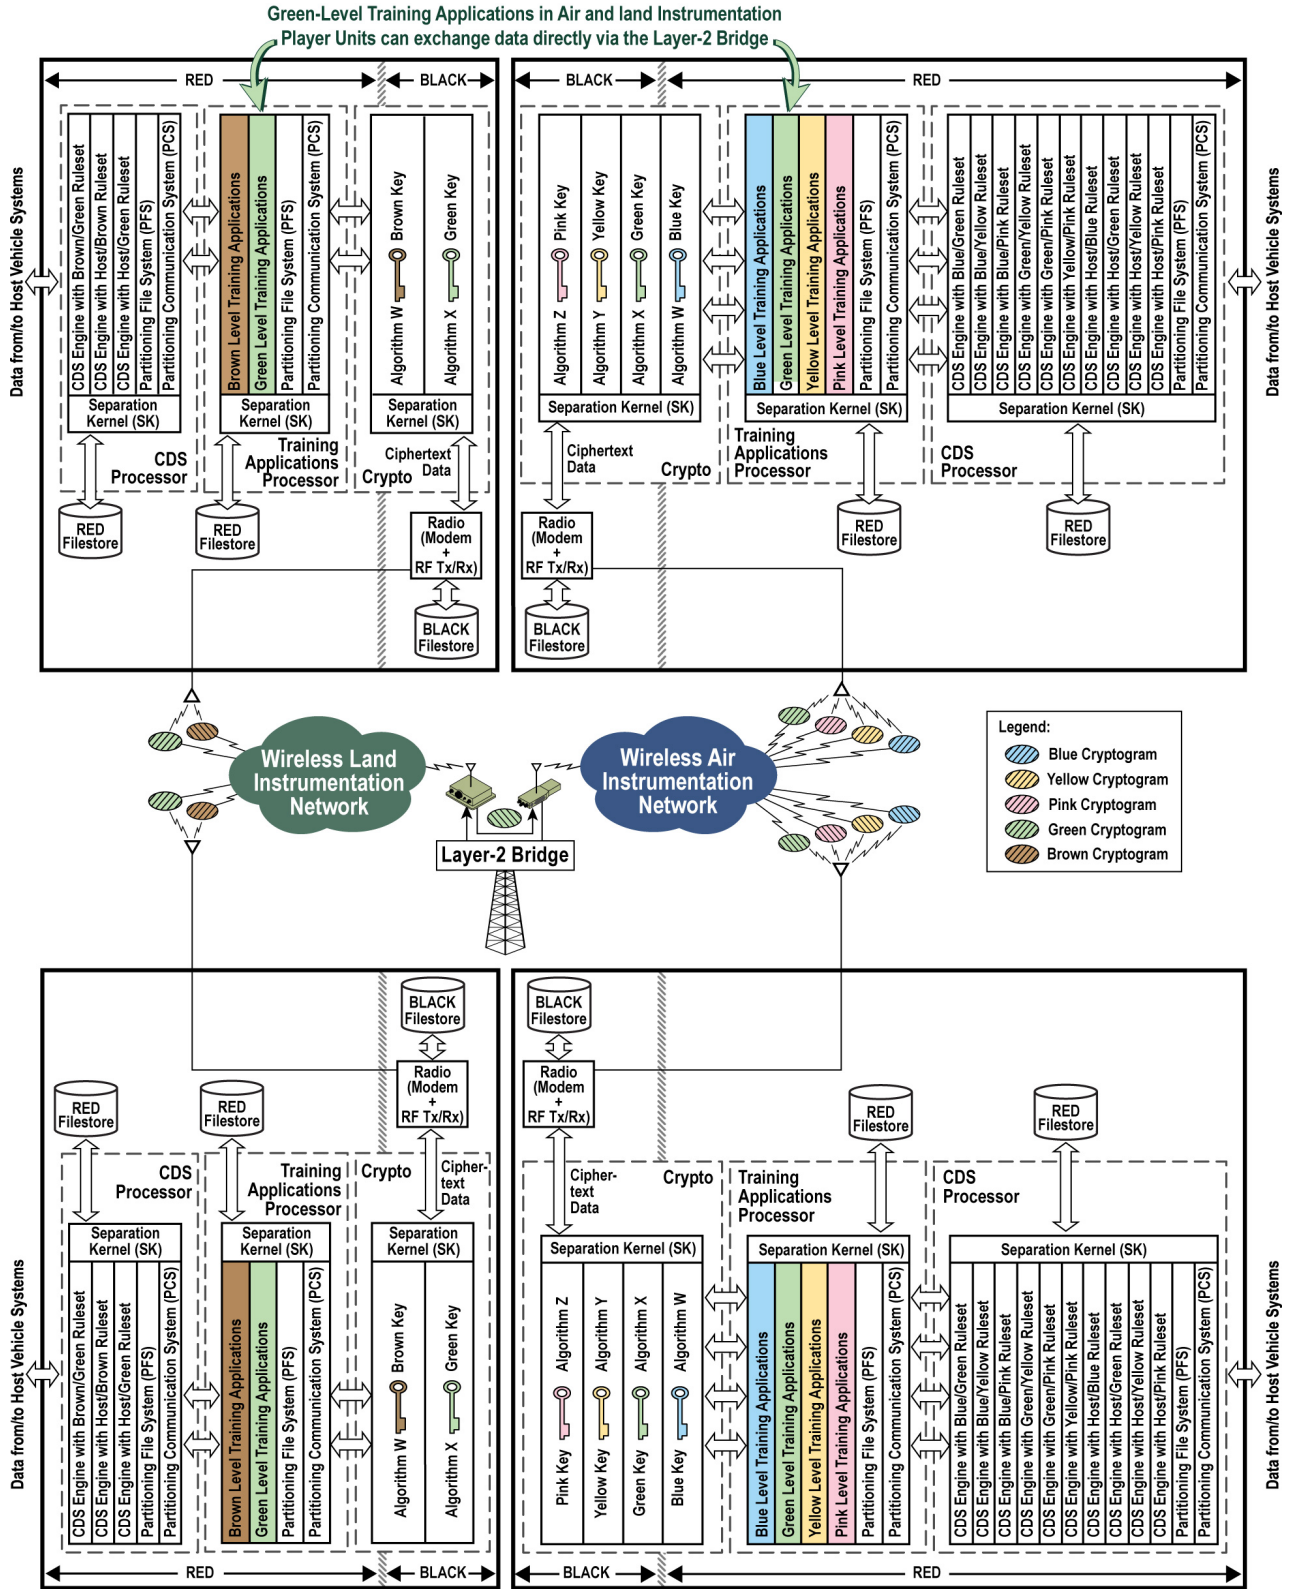 Green-Level Training Applications in Air and land Instrumentation
Player Units can exchange data directly via the Layer-2 Bridge
RED
BLACK
Data from/to Host Vehicle Systems
CDS Engine with Brown/Green Ruleset
CDS Engine with Host/Brown Ruleset
CDS Engine with Host/Green Ruleset
Partitioning File System (PFS)
Partitioning Communication System (PCS)
Separation
Kernel (SK)
CDS
Processor
RED
Filestore
Brown Level Training Applications
Green Level Training Applications
Partitioning File System (PFS)
Partitioning Communication System (PCS)
Separation
Kernel (SK)
Training
Applications
Processor
RED
Filestore
Algorithm W
Brown Key
Algorithm X
Green Key
Separation
Kernel (SK)
Ciphertext
Data
Crypto
Radio
(Modem
+
RF Tx/Rx)
BLACK
Filestore
BLACK
RED
Algorithm Z
Pink Key
Algorithm Y
Yellow Key
Algorithm X
Green Key
Algorithm W
Blue Key
Separation Kernel (SK)
Ciphertext
Data
Crypto
Radio
(Modem
+
RF Tx/Rx)
BLACK
Filestore
Blue Level Training Applications
Green Level Training Applications
Yellow Level Training Applications
Pink Level Training Applications
Partitioning File System (PFS)
Partitioning Communication System (PCS)
Separation Kernel (SK)
Training
Applications
Processor
RED
Filestore
CDS Engine with Blue/Green Ruleset
CDS Engine with Blue/Yellow Ruleset
CDS Engine with Blue/Pink Ruleset
CDS Engine with Green/Yellow Ruleset
CDS Engine with Green/Pink Ruleset
CDS Engine with Yellow/Pink Ruleset
CDS Engine with Host/Blue Ruleset
CDS Engine with Host/Green Ruleset
CDS Engine with Host/Yellow Ruleset
CDS Engine with Host/Pink Ruleset
Partitioning File System (PFS)
Partitioning Communication System (PCS)
Separation Kernel (SK)
CDS
Processor
RED
Filestore
Data from/to Host Vehicle Systems
Wireless Land
Instrumentation
Network
Layer-2 Bridge
Wireless Air
Instrumentation
Network
Legend:
Blue Cryptogram
Yellow Cryptogram
Pink Cryptogram
Green Cryptogram
Brown Cryptogram
BLACK
Filestore
Radio
(Modem
+
RF Tx/Rx)
RED
Filestore
RED
Filestore
CDS
Processor
Training
Applications
Processor
Crypto
Cipher-
text
Data
Data from/to Host Vehicle Systems
Separation
Kernel (SK)
CDS Engine with Brown/Green Ruleset
CDS Engine with Host/Brown Ruleset
CDS Engine with Host/Green Ruleset
Partitioning File System (PFS)
Partitioning Communication System (PCS)
Separation
Kernel (SK)
Brown Level Training Applications
Green Level Training Applications
Partitioning File System (PFS)
Partitioning Communication System (PCS)
Separation
Kernel (SK)
Algorithm W
Brown Key
Algorithm X
Green Key
RED
BLACK
BLACK
Filestore
Radio
(Modem
+
RF Tx/Rx)
Cipher-
text
Data
Crypto
Separation Kernel (SK)
Pink Key
Algorithm Z
Yellow Key
Algorithm Y
Green Key
Algorithm X
Blue Key
Algorithm W
RED
Filestore
Training
Applications
Processor
Separation Kernel (SK)
Blue Level Training Applications
Green Level Training Applications
Yellow Level Training Applications
Pink Level Training Applications
Partitioning File System (PFS)
Partitioning Communication System (PCS)
RED
Filestore
CDS
Processor
Separation Kernel (SK)
CDS Engine with Blue/Green Ruleset
CDS Engine with Blue/Yellow Ruleset
CDS Engine with Blue/Pink Ruleset
CDS Engine with Green/Yellow Ruleset
CDS Engine with Green/Pink Ruleset
CDS Engine with Yellow/Pink Ruleset
CDS Engine with Host/Blue Ruleset
CDS Engine with Host/Green Ruleset
CDS Engine with Host/Yellow Ruleset
CDS Engine with Host/Pink Ruleset
Partitioning File System (PFS)
Partitioning Communication System (PCS)
Data from/to Host Vehicle Systems
BLACK
RED